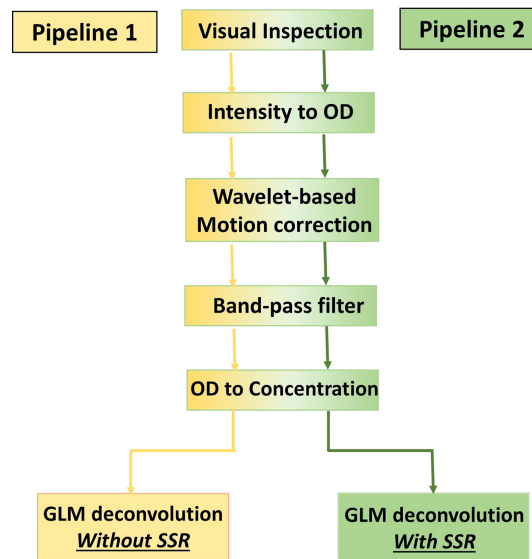 Pipeline 1
Visual Inspection
Pipeline 2
Intensity to OD
Wavelet-based
Motion correction
Band-pass filter
OD to Concentration
GLM deconvolution
Without SSR
GLM deconvolution
With SSR